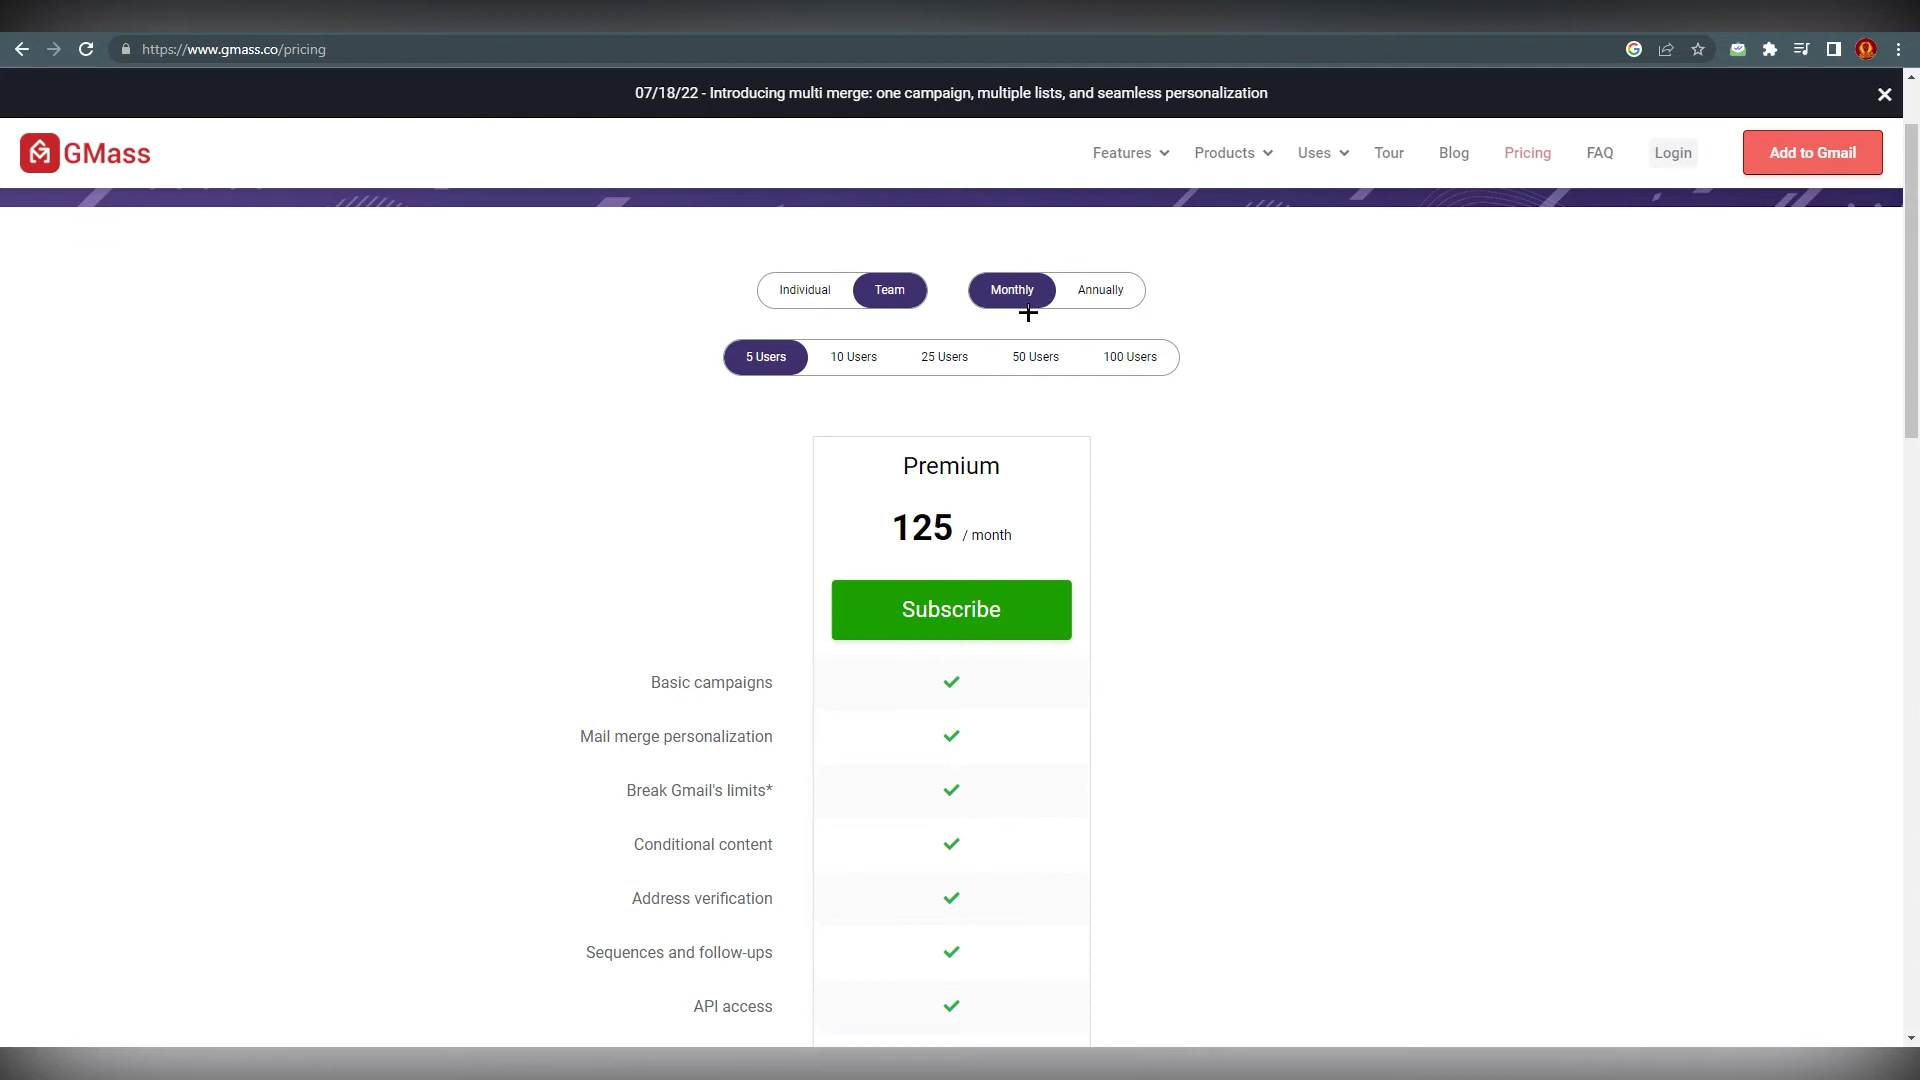 https://www.gmass.co/pricing
07/18/22 - Introducing multi merge: one campaign, multiple lists, and seamless personalization
GMass
Features
Products
Uses
Tour
Blog
Pricing
FAQ
Login
Add to Gmail
Individual
Team
Monthly
Annually
5 Users
10 Users
25 Users
50 Users
100 Users
Premium
125 / month
Subscribe
Basic campaigns
Mail merge personalization
Break Gmail's limits*
Conditional content
Address verification
Sequences and follow-ups
API access